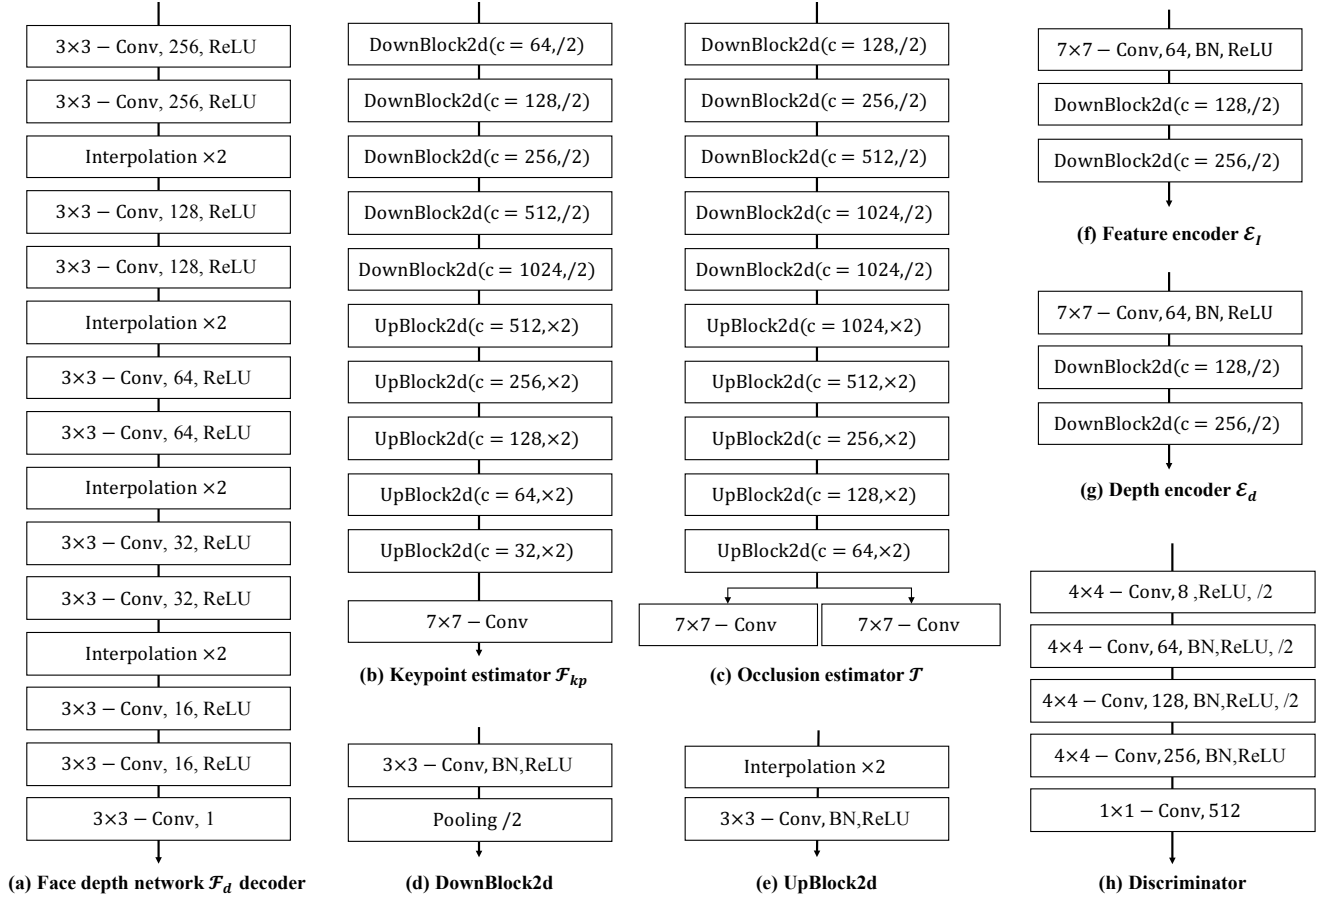 3×3 − Conv, 256, ReLU
3×3 − Conv, 256, ReLU
Interpolation ×2
3×3 − Conv, 128, ReLU
3×3 − Conv, 128, ReLU
Interpolation ×2
3×3 − Conv, 64, ReLU
3×3 − Conv, 64, ReLU
Interpolation ×2
3×3 − Conv, 32, ReLU
3×3 − Conv, 32, ReLU
Interpolation ×2
3×3 − Conv, 16, ReLU
3×3 − Conv, 16, ReLU
3×3 − Conv, 1
(a) Face depth network ℱ_d decoder
DownBlock2d(c = 64,/2)
DownBlock2d(c = 128,/2)
DownBlock2d(c = 256,/2)
DownBlock2d(c = 512,/2)
DownBlock2d(c = 1024,/2)
UpBlock2d(c = 512,×2)
UpBlock2d(c = 256,×2)
UpBlock2d(c = 128,×2)
UpBlock2d(c = 64,×2)
UpBlock2d(c = 32,×2)
7×7 − Conv
(b) Keypoint estimator ℱ_kp
DownBlock2d(c = 128,/2)
DownBlock2d(c = 256,/2)
DownBlock2d(c = 512,/2)
DownBlock2d(c = 1024,/2)
DownBlock2d(c = 1024,/2)
UpBlock2d(c = 1024,×2)
UpBlock2d(c = 512,×2)
UpBlock2d(c = 256,×2)
UpBlock2d(c = 128,×2)
UpBlock2d(c = 64,×2)
7×7 − Conv
7×7 − Conv
(c) Occlusion estimator 𝒯
3×3 − Conv, BN,ReLU
Pooling /2
(d) DownBlock2d
Interpolation ×2
3×3 − Conv, BN,ReLU
(e) UpBlock2d
7×7 − Conv, 64, BN, ReLU
DownBlock2d(c = 128,/2)
DownBlock2d(c = 256,/2)
(f) Feature encoder ℰ_I
7×7 − Conv, 64, BN, ReLU
DownBlock2d(c = 128,/2)
DownBlock2d(c = 256,/2)
(g) Depth encoder ℰ_d
4×4 − Conv, 8 ,ReLU, /2
4×4 − Conv, 64, BN,ReLU, /2
4×4 − Conv, 128, BN,ReLU, /2
4×4 − Conv, 256, BN,ReLU
1×1 − Conv, 512
(h) Discriminator